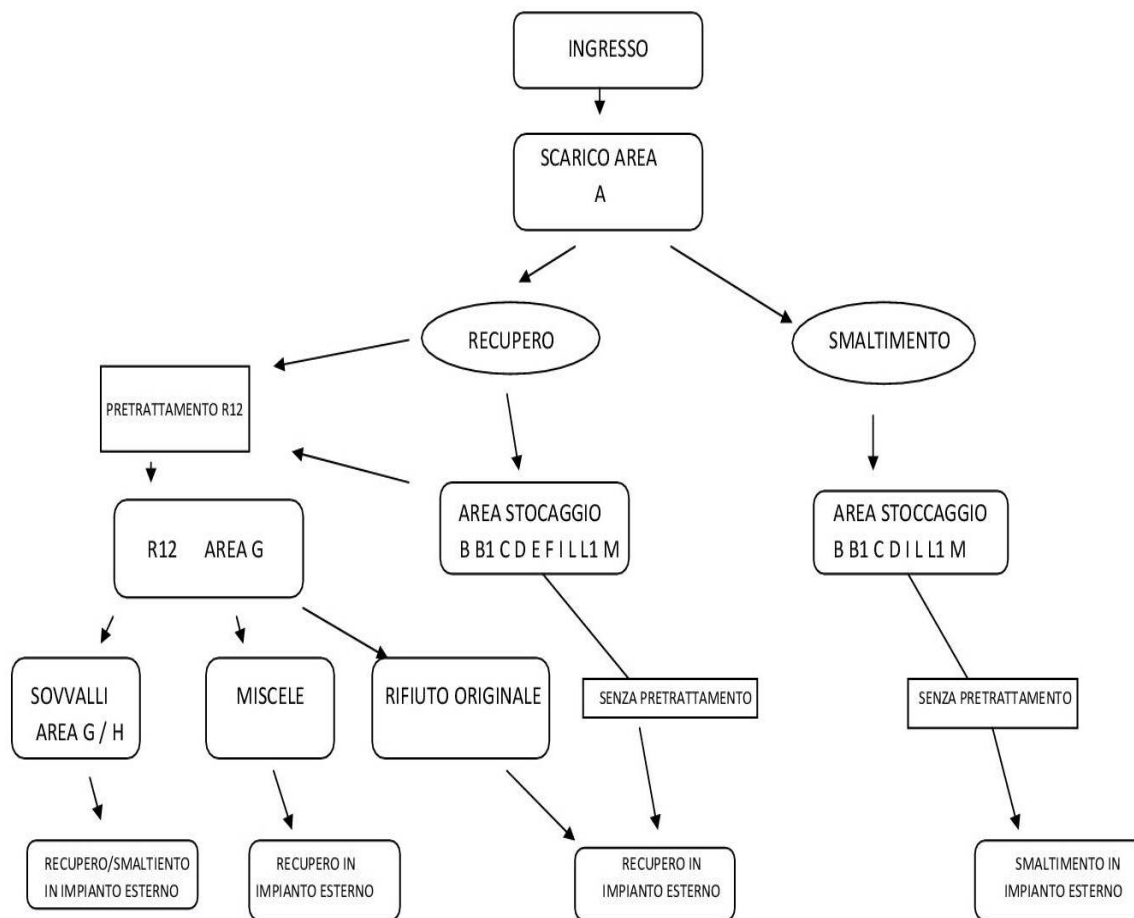 INGRESSO
SCARICO AREA
A
RECUPERO
SMALTIMENTO
PRETRATTAMENTO R12
R12 AREA G
AREA STOCAGGIO
B B1 C D E F I L L1 M
AREA STOCCAGGIO
B B1 C D I L L1 M
SOVVALLI
AREA G / H
MISCELE
RIFIUTO ORIGINALE
SENZA PRETRATTAMENTO
SENZA PRETRATTAMENTO
RECUPERO/SMALTIENTO
IN IMPIANTO ESTERNO
RECUPERO IN
IMPIANTO ESTERNO
RECUPERO IN
IMPIANTO ESTERNO
SMALTIMENTO IN
IMPIANTO ESTERNO